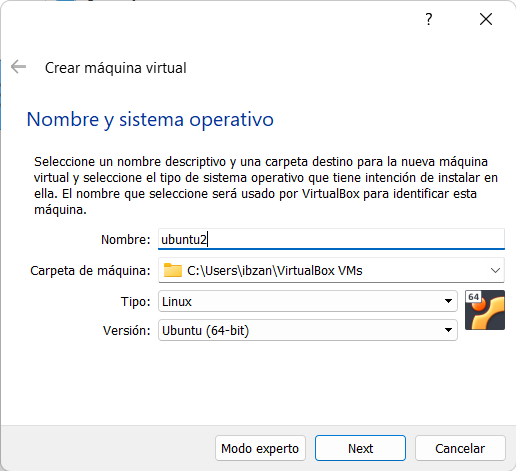 ?
Crear máquina virtual
Nombre y sistema operativo
Seleccione un nombre descriptivo y una carpeta destino para la nueva máquina
virtual y seleccione el tipo de sistema operativo que tiene intención de instalar en
ella. El nombre que seleccione será usado por VirtualBox para identificar esta
máquina.
Nombre: ubuntu2
Carpeta de máquina: C:\Users\ibzan\VirtualBox VMs
Tipo: Linux
64
Versión: Ubuntu (64-bit)
Modo experto Next Cancelar